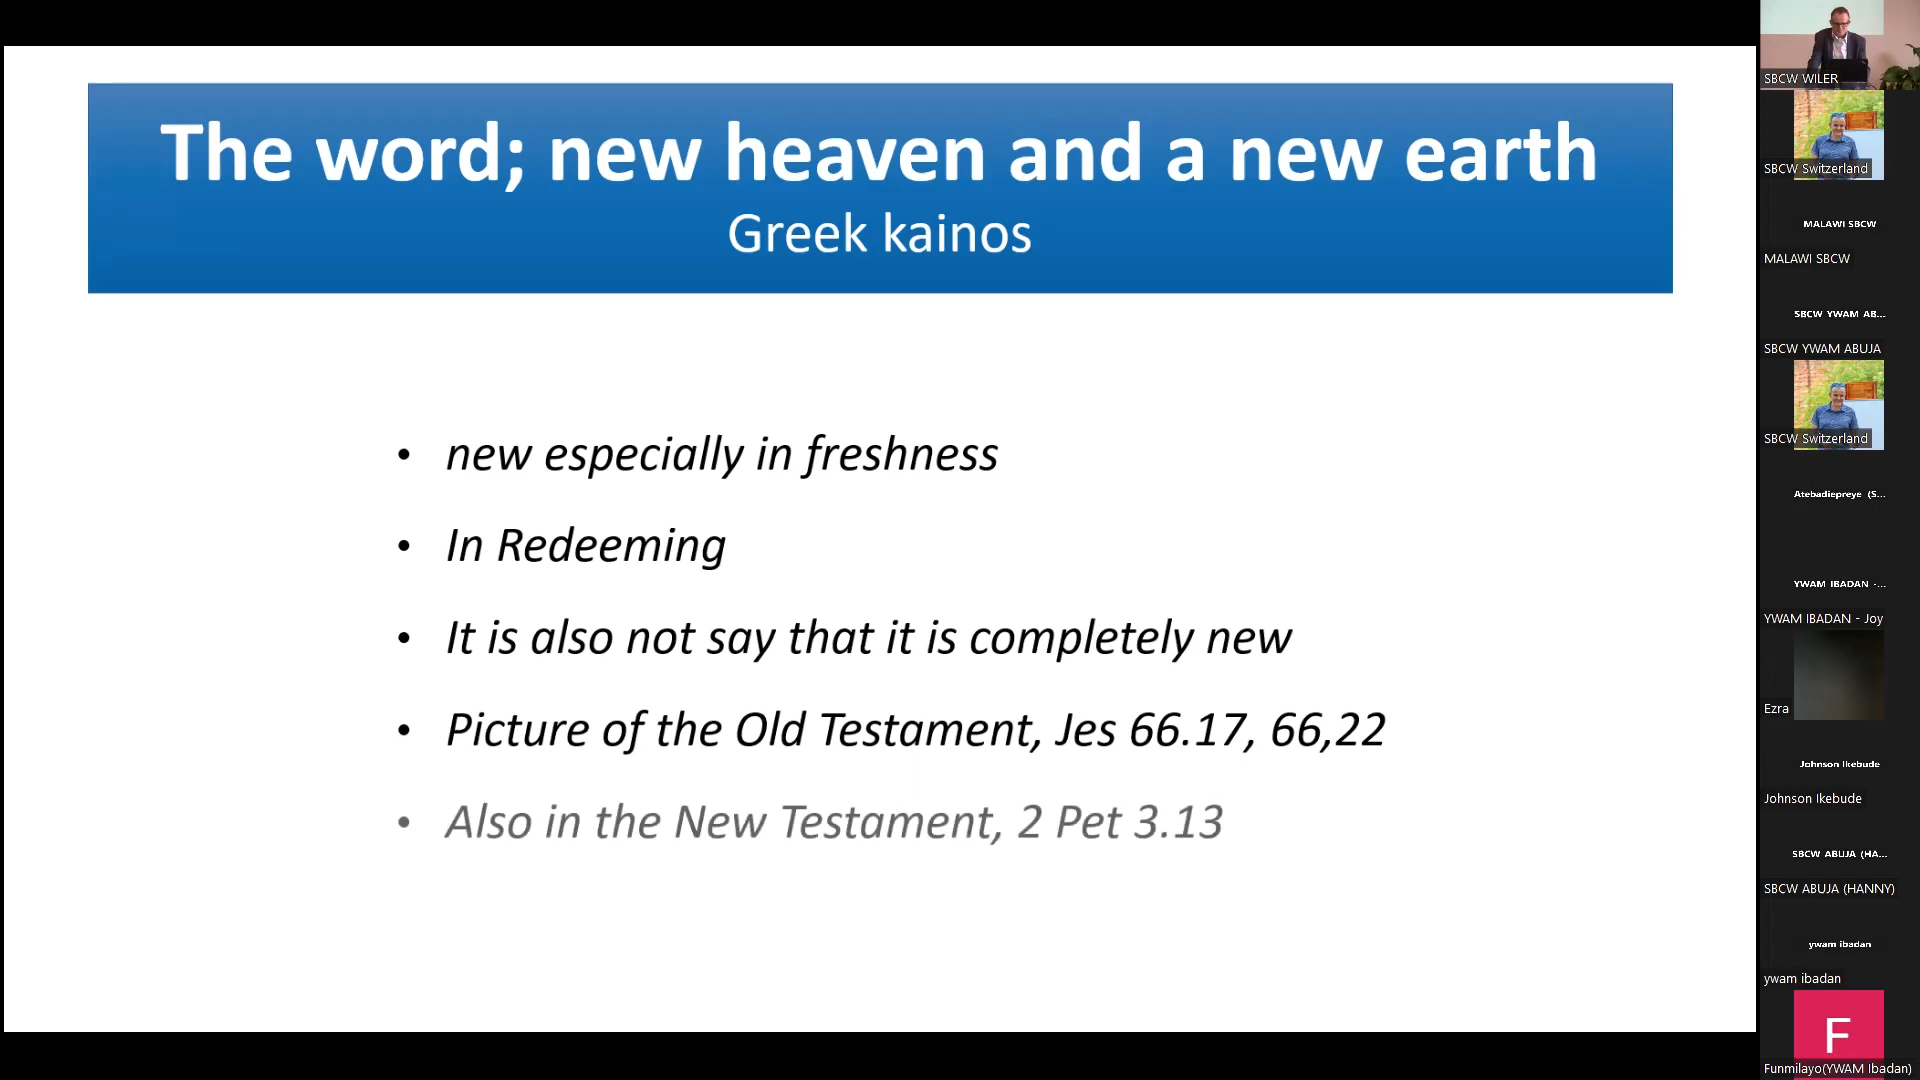 The word; new heaven and a new earth
Greek kainos
• new especially in freshness
• In Redeeming
• It is also not say that it is completely new
• Picture of the Old Testament, Jes 66.17, 66,22
• Also in the New Testament, 2 Pet 3.13
SBCW WILER
SBCW Switzerland
MALAWI SBCW
MALAWI SBCW
SBCW YWAM AB...
SBCW YWAM ABUJA
SBCW Switzerland
Atebadiepreye (S...
YWAM IBADAN -...
YWAM IBADAN - Joy
Ezra
Johnson Ikebude
Johnson Ikebude
SBCW ABUJA (HA...
SBCW ABUJA (HANNY)
ywam ibadan
ywam ibadan
F
Funmilayo(YWAM Ibadan)